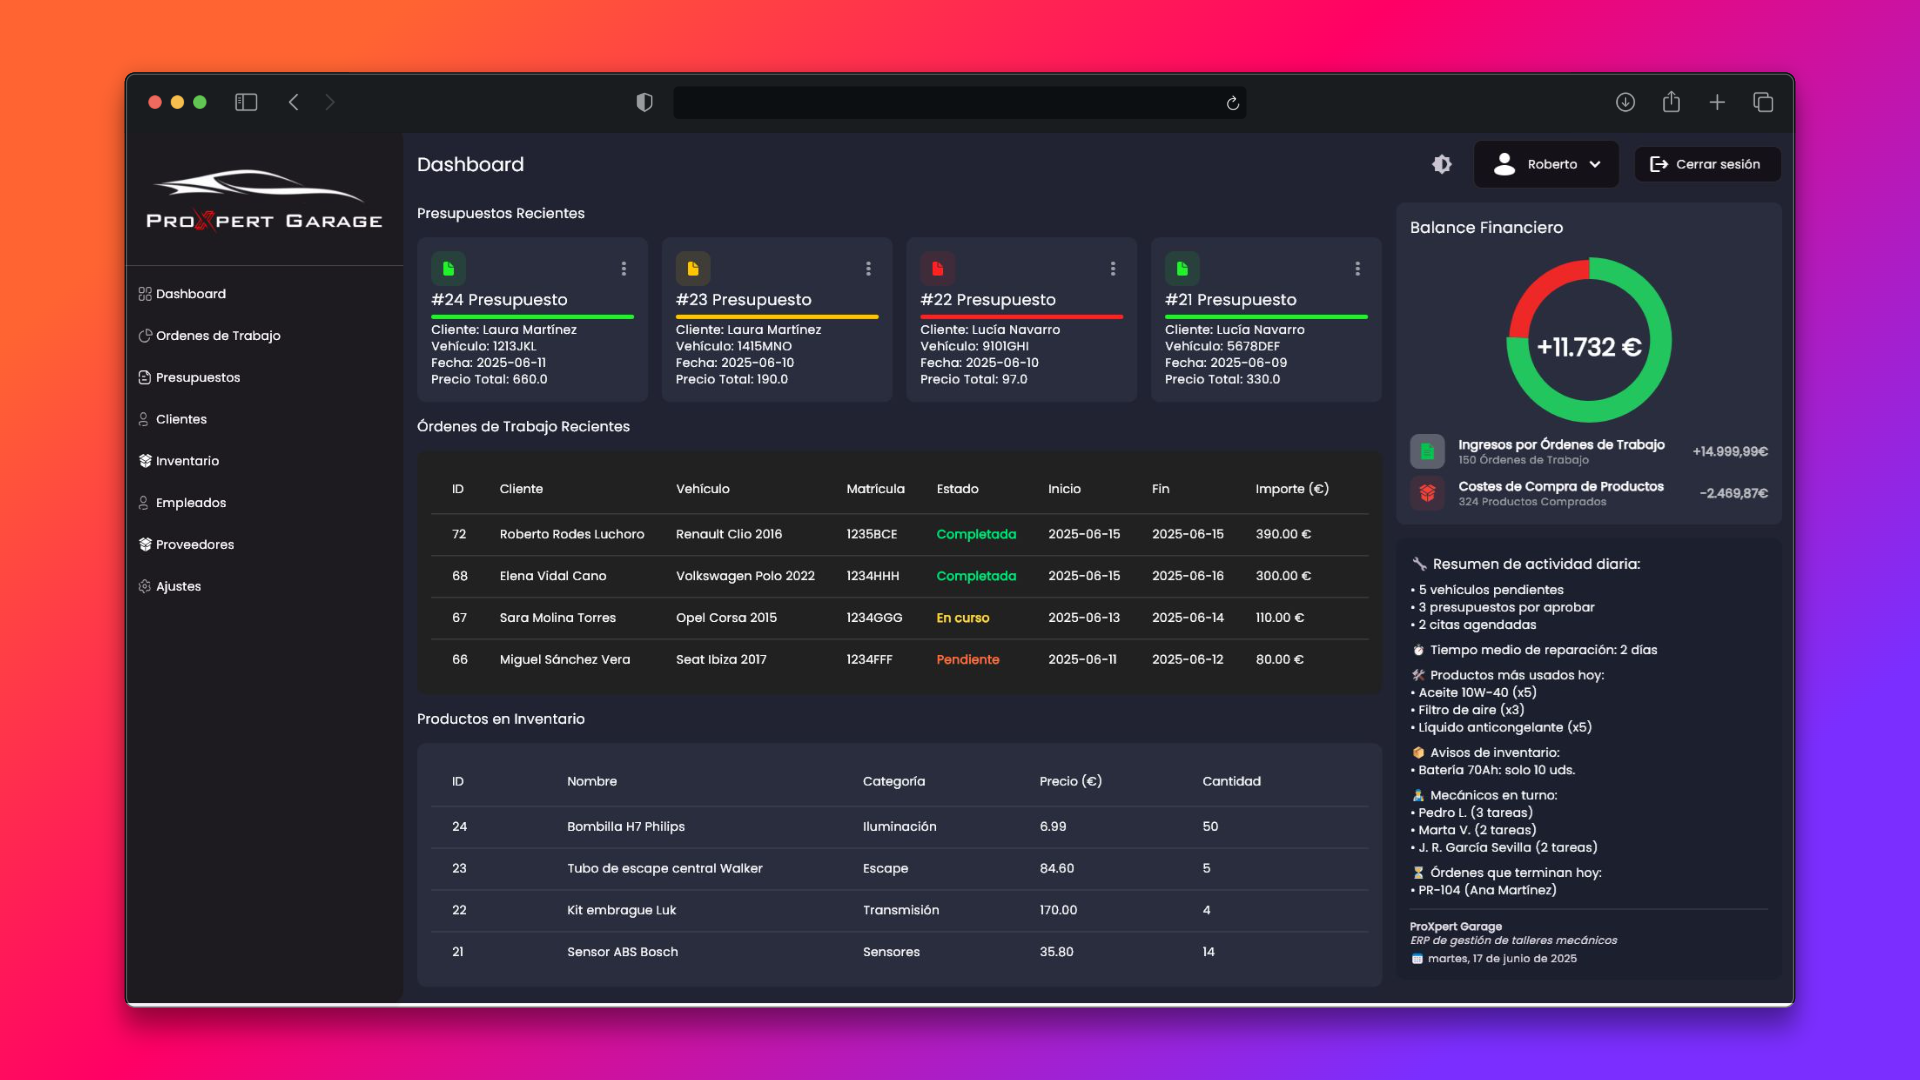 ProXpert Garage
Dashboard
Ordenes de Trabajo
Presupuestos
Clientes
Inventario
Empleados
Proveedores
Ajustes
Dashboard
Roberto
Cerrar sesión
Presupuestos Recientes
#24 Presupuesto
Cliente: Laura Martínez
Vehículo: 1213JKL
Fecha: 2025-06-11
Precio Total: 660.0
#23 Presupuesto
Cliente: Laura Martínez
Vehículo: 1415MNO
Fecha: 2025-06-10
Precio Total: 190.0
#22 Presupuesto
Cliente: Lucía Navarro
Vehículo: 9101GHI
Fecha: 2025-06-10
Precio Total: 97.0
#21 Presupuesto
Cliente: Lucía Navarro
Vehículo: 5678DEF
Fecha: 2025-06-09
Precio Total: 330.0
Órdenes de Trabajo Recientes
ID Cliente Vehículo Matrícula Estado Inicio Fin Importe (€)
72 Roberto Rodes Luchoro Renault Clio 2016 1235BCE Completada 2025-06-15 2025-06-15 390.00 €
68 Elena Vidal Cano Volkswagen Polo 2022 1234HHH Completada 2025-06-15 2025-06-16 300.00 €
67 Sara Molina Torres Opel Corsa 2015 1234GGG En curso 2025-06-13 2025-06-14 110.00 €
66 Miguel Sánchez Vera Seat Ibiza 2017 1234FFF Pendiente 2025-06-11 2025-06-12 80.00 €
Productos en Inventario
ID Nombre Categoría Precio (€) Cantidad
24 Bombilla H7 Philips Iluminación 6.99 50
23 Tubo de escape central Walker Escape 84.60 5
22 Kit embrague Luk Transmisión 170.00 4
21 Sensor ABS Bosch Sensores 35.80 14
Balance Financiero
+11.732 €
Ingresos por Órdenes de Trabajo
150 Órdenes de Trabajo
+14.999,99€
Costes de Compra de Productos
324 Productos Comprados
-2.469,87€
Resumen de actividad diaria:
• 5 vehículos pendientes
• 3 presupuestos por aprobar
• 2 citas agendadas
Tiempo medio de reparación: 2 días
Productos más usados hoy:
• Aceite 10W-40 (x5)
• Filtro de aire (x3)
• Líquido anticongelante (x5)
Avisos de inventario:
• Batería 70Ah: solo 10 uds.
Mecánicos en turno:
• Pedro L. (3 tareas)
• Marta V. (2 tareas)
• J. R. García Sevilla (2 tareas)
Órdenes que terminan hoy:
• PR-104 (Ana Martínez)
ProXpert Garage
ERP de gestión de talleres mecánicos
martes, 17 de junio de 2025